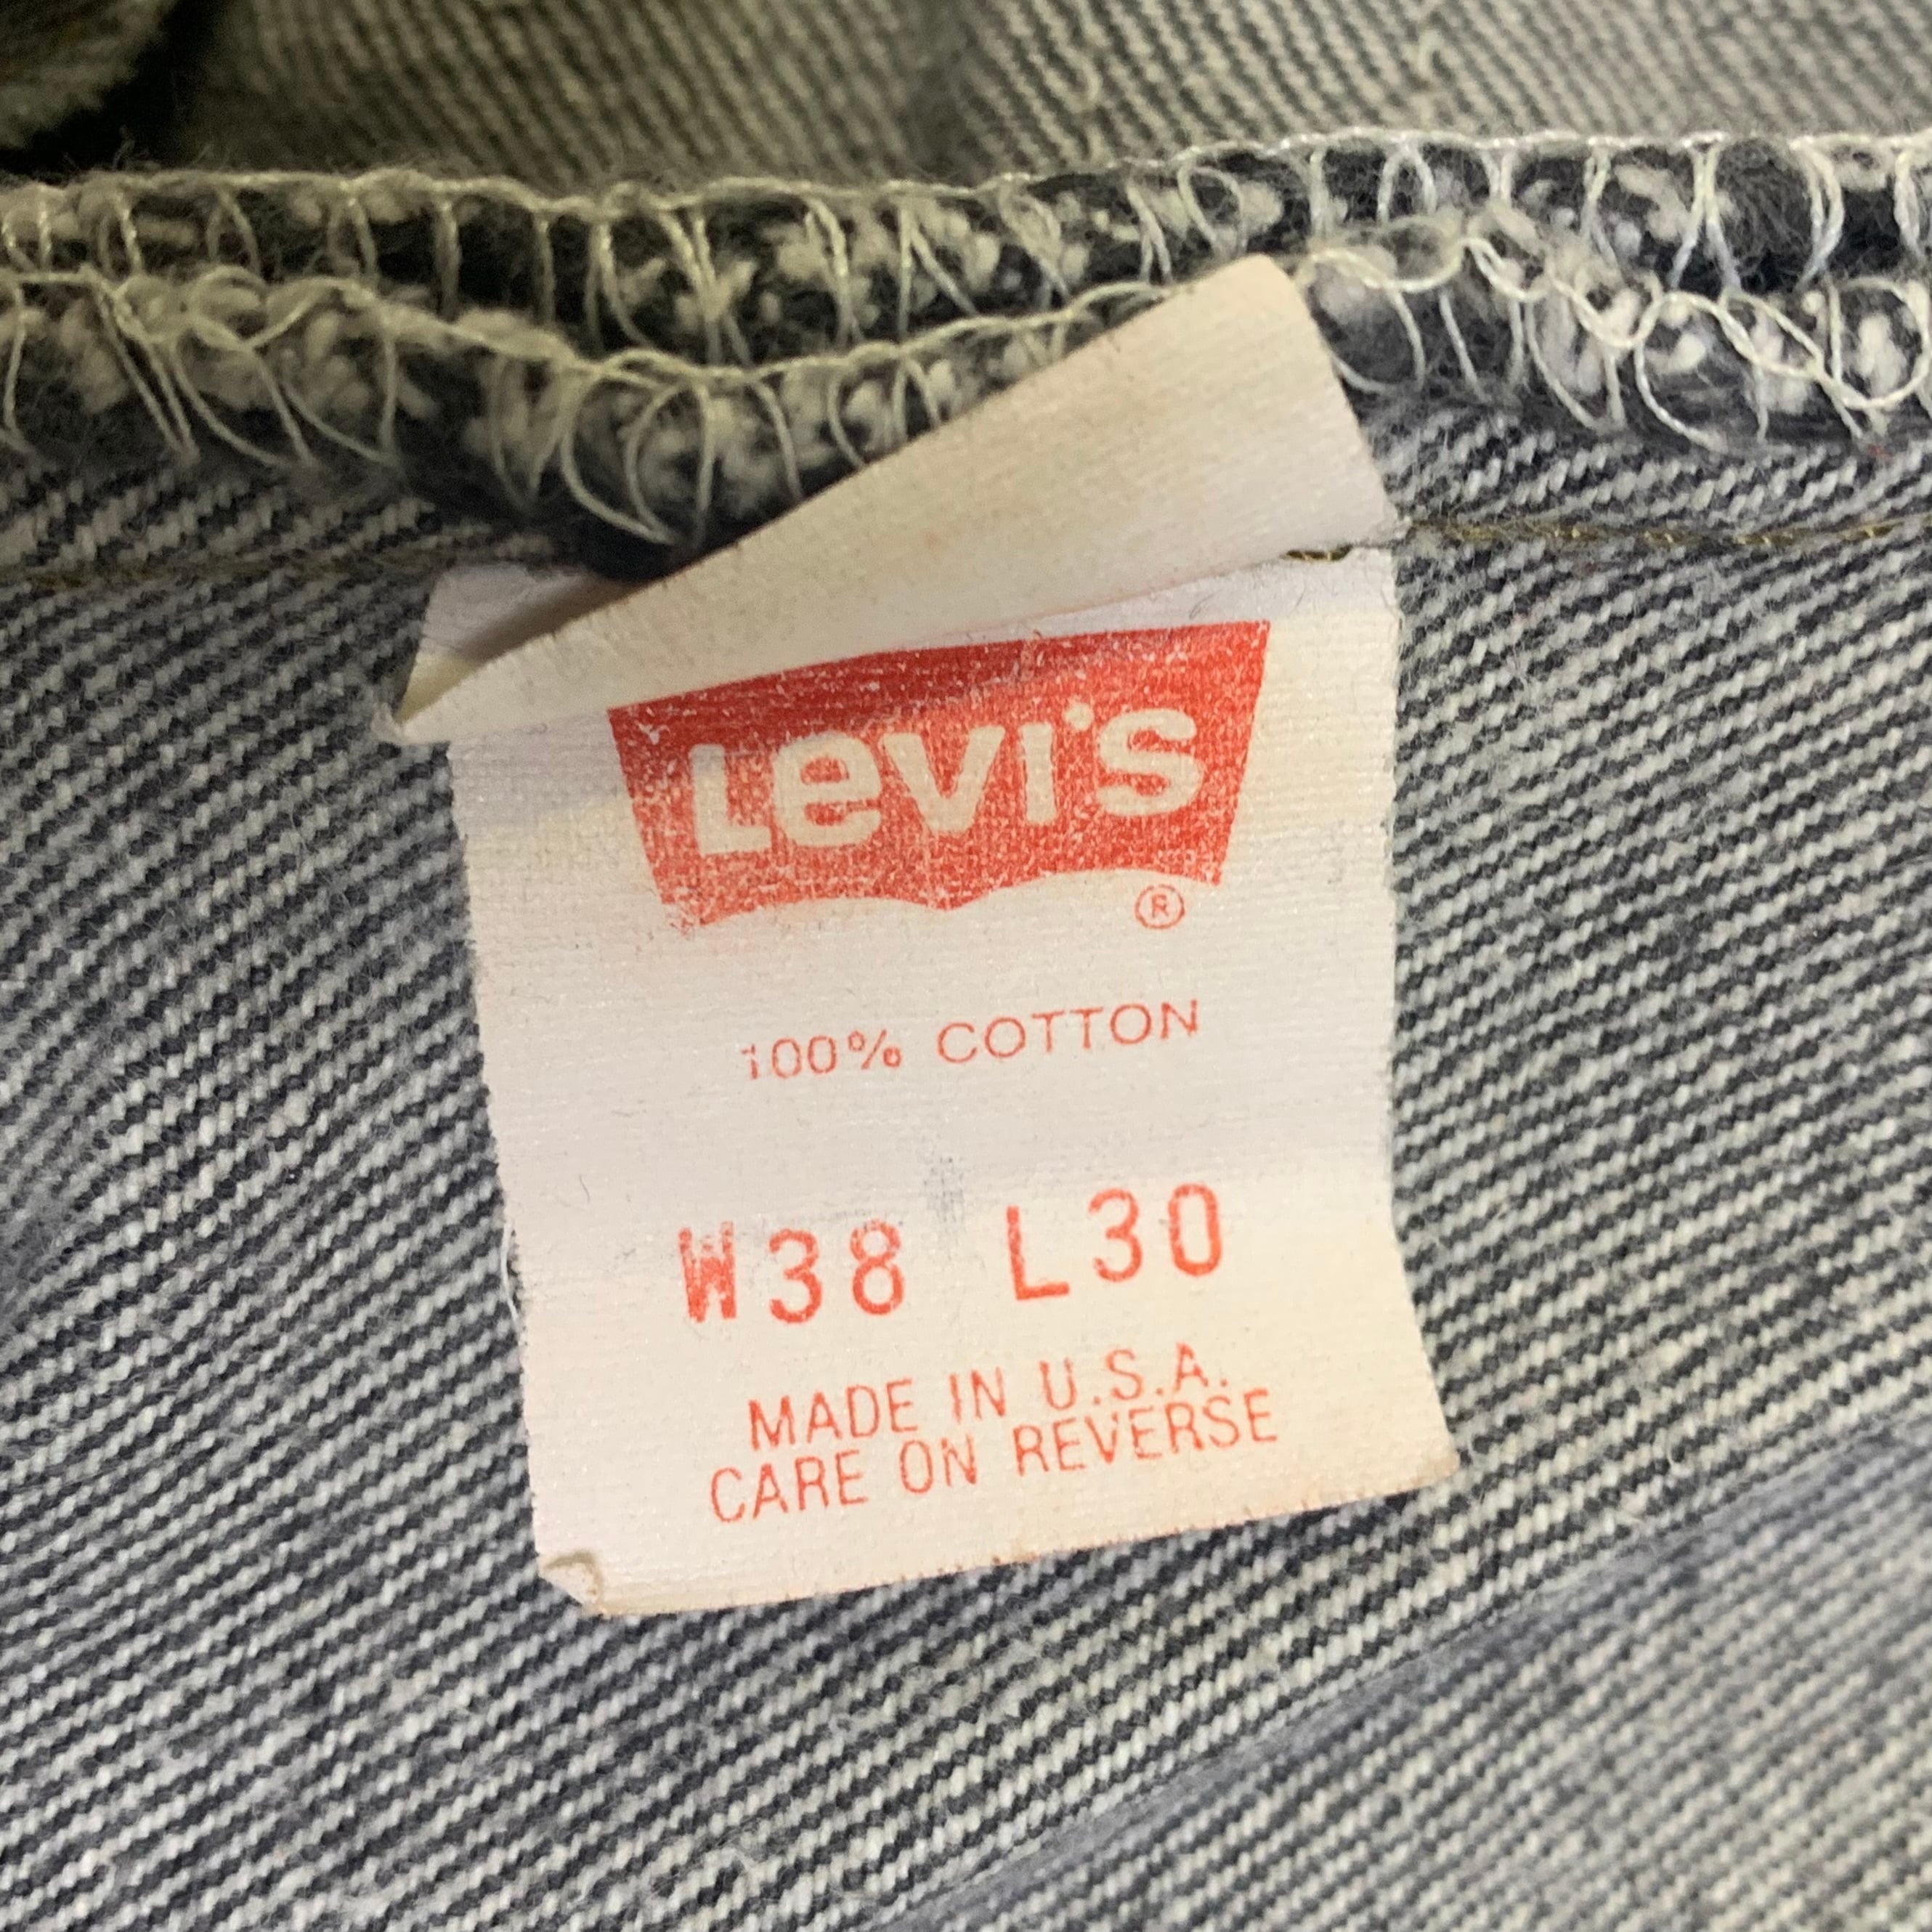 Levi's
®
100% COTTON
W38 L30
MADE IN U.S.A.
CARE ON REVERSE